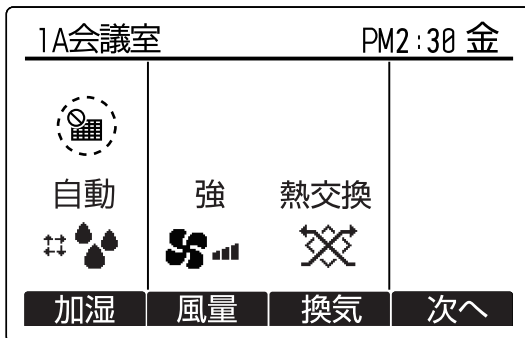 1A会議室 PM2:30 金
自動 強 熱交換
加湿 風量 換気 次へ